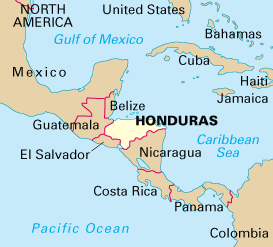 NORTH
AMERICA
United States
Gulf of Mexico
Bahamas
Mexico
Cuba
Haiti
Jamaica
Belize
Guatemala
HONDURAS
Caribbean
Sea
El Salvador
Nicaragua
Costa Rica
Panama
Pacific Ocean
Colombia